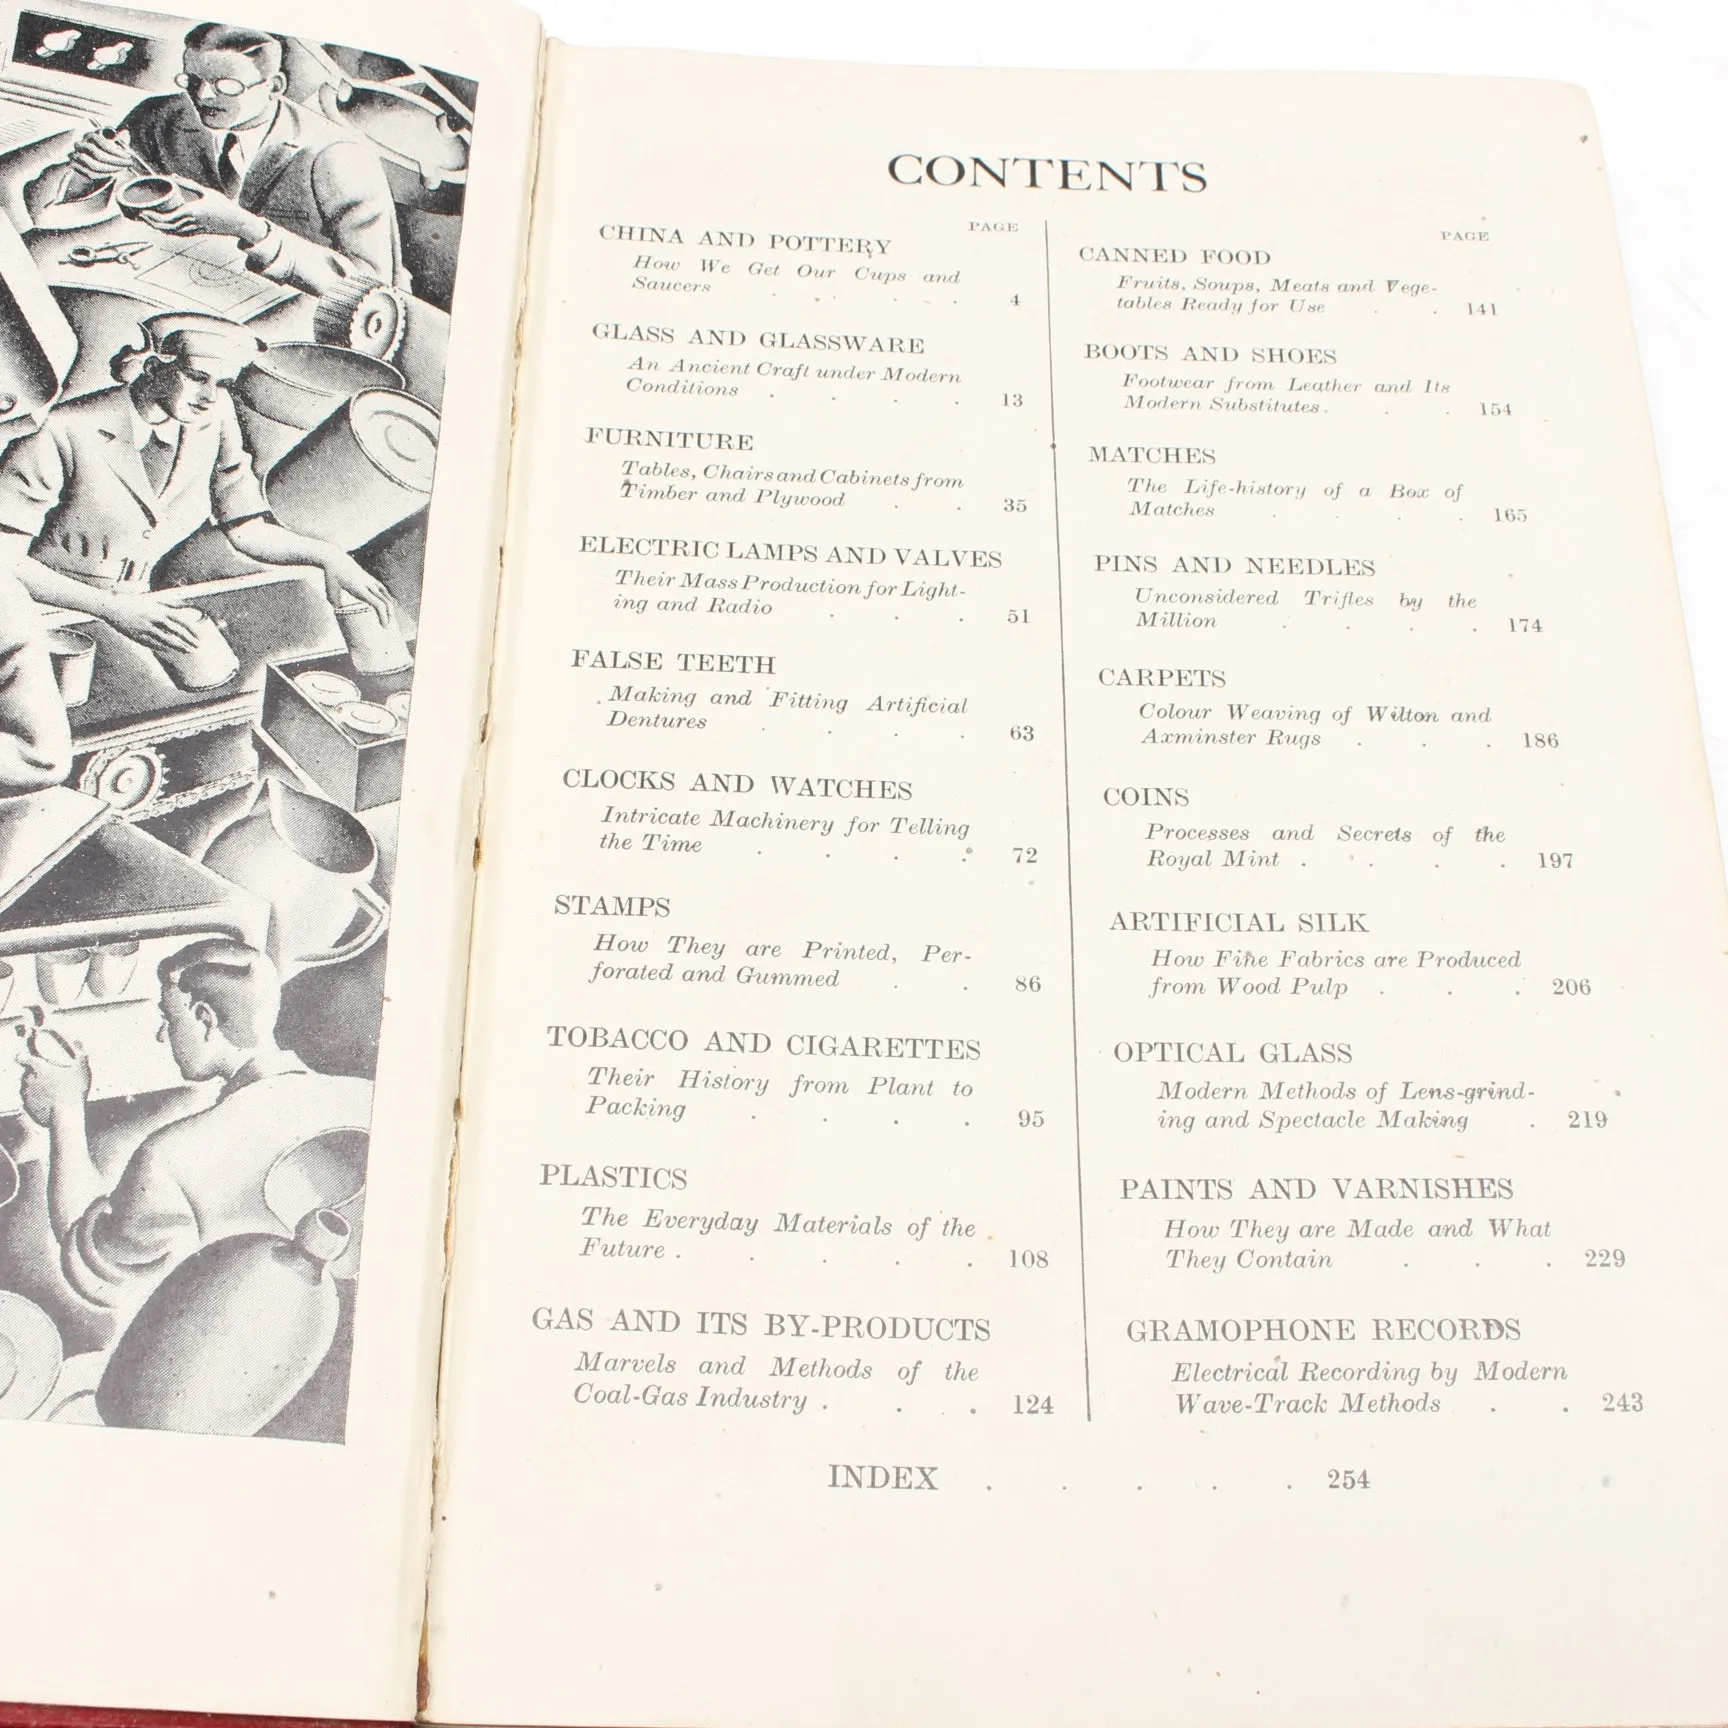 CONTENTS
PAGE
CHINA AND POTTERY
How We Get Our Cups and
Saucers . . . . 4
GLASS AND GLASSWARE
An Ancient Craft under Modern
Conditions . . . . 13
FURNITURE
Tables, Chairs and Cabinets from
Timber and Plywood . . 35
ELECTRIC LAMPS AND VALVES
Their Mass Production for Light-
ing and Radio . . . 51
FALSE TEETH
Making and Fitting Artificial
Dentures . . . . 63
CLOCKS AND WATCHES
Intricate Machinery for Telling
the Time . . . . 72
STAMPS
How They are Printed, Per-
forated and Gummed . . 86
TOBACCO AND CIGARETTES
Their History from Plant to
Packing . . . . 95
PLASTICS
The Everyday Materials of the
Future . . . . . 108
GAS AND ITS BY-PRODUCTS
Marvels and Methods of the
Coal-Gas Industry . . . 124
PAGE
CANNED FOOD
Fruits, Soups, Meats and Vege-
tables Ready for Use . . 141
BOOTS AND SHOES
Footwear from Leather and Its
Modern Substitutes . . . 154
MATCHES
The Life-history of a Box of
Matches . . . . 165
PINS AND NEEDLES
Unconsidered Trifles by the
Million . . . . 174
CARPETS
Colour Weaving of Wilton and
Axminster Rugs . . . 186
COINS
Processes and Secrets of the
Royal Mint . . . . 197
ARTIFICIAL SILK
How Fine Fabrics are Produced
from Wood Pulp . . . 206
OPTICAL GLASS
Modern Methods of Lens-grind-
ing and Spectacle Making . 219
PAINTS AND VARNISHES
How They are Made and What
They Contain . . . 229
GRAMOPHONE RECORDS
Electrical Recording by Modern
Wave-Track Methods . . 243
INDEX . . . . . 254